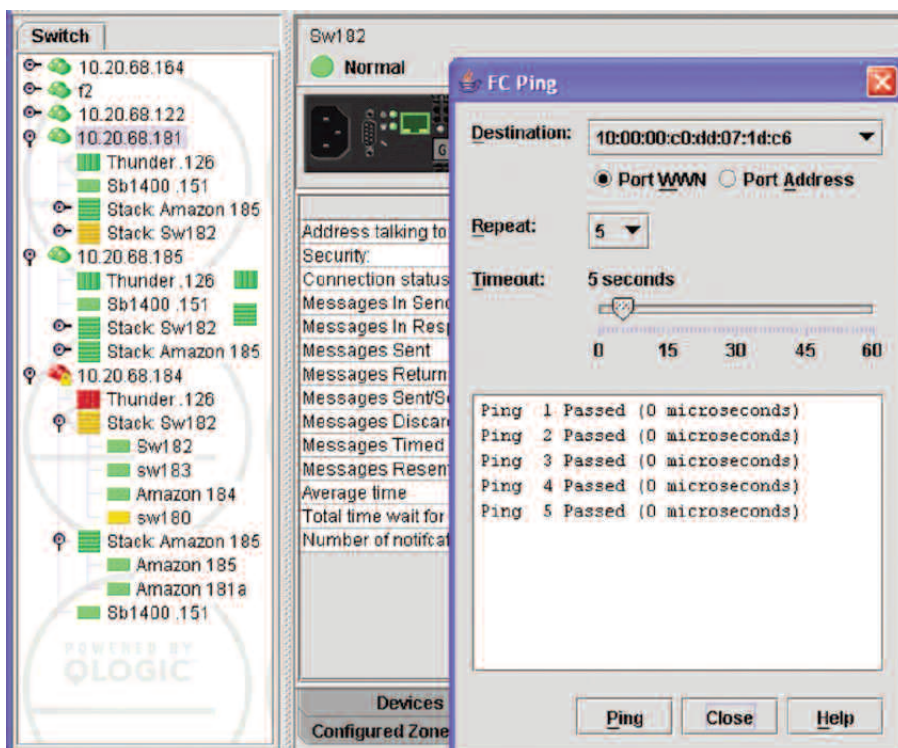 Switch
10.20.68.164
f2
10.20.68.122
10.20.68.181
Thunder .126
Sb1400 .151
Stack: Amazon 185
Stack: Sw182
10.20.68.185
Thunder .126
Sb1400 .151
Stack: Sw182
Stack: Amazon 185
10.20.68.184
Thunder .126
Stack: Sw182
Sw182
sw183
Amazon 184
sw180
Stack: Amazon 185
Amazon 185
Amazon 181a
Sb1400 .151
POWERED BY
QLOGIC
Sw182
Normal
G
Address talking to
Security:
Connection status
Messages In Send
Messages In Resp
Messages Sent
Messages Return
Messages Sent/Se
Messages Discar
Messages Timed
Messages Resent
Average time
Total time wait for
Number of notifcat
Devices
Configured Zone
FC Ping
Destination: 10:00:00:c0:dd:07:1d:c6
Port WWN Port Address
Repeat: 5
Timeout: 5 seconds
0 15 30 45 60
Ping 1 Passed (0 microseconds)
Ping 2 Passed (0 microseconds)
Ping 3 Passed (0 microseconds)
Ping 4 Passed (0 microseconds)
Ping 5 Passed (0 microseconds)
Ping Close Help